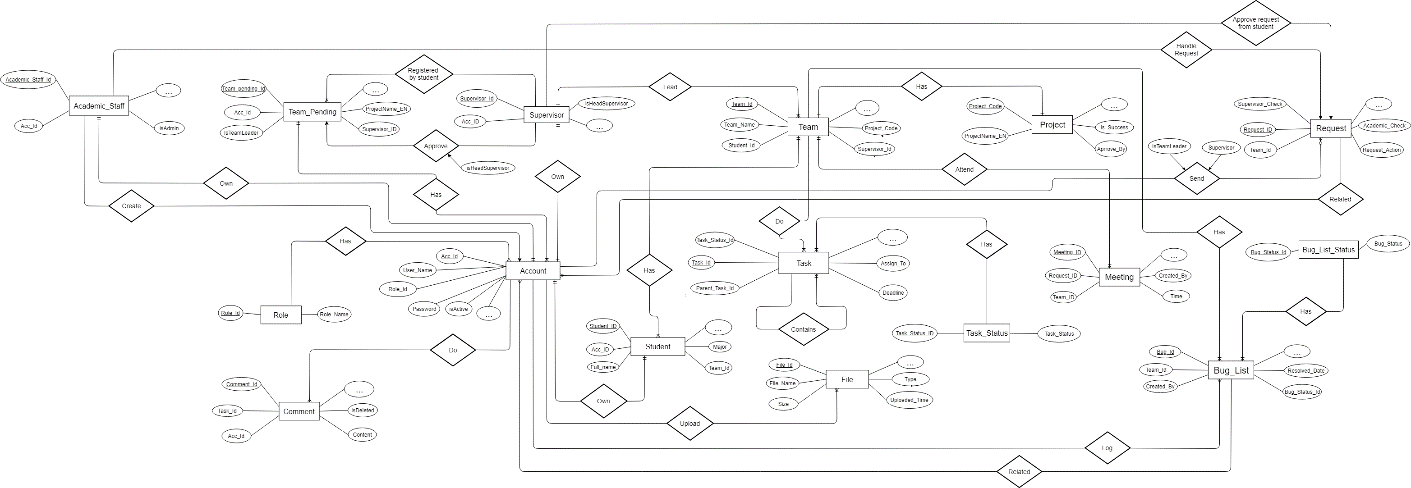 Approve request
from student
Handle
Request
Registered
by student
Academic_Staff_Id
Academic_Staff
...
Acc_Id
isAdmin
Team_pending_Id
Acc_Id
isTeamLeader
Team_Pending
...
ProjectName_EN
Supervisor_ID
Supervisor_Id
Acc_ID
Supervisor
isHeadSupervisor
...
Approve
isHeadSupervisor
Lead
Team_Id
Team_Name
Student_Id
Team
...
Project_Code
Supervisor_Id
Has
Project_Code
ProjectName_EN
Project
...
Is_Success
Aprrove_By
Supervisor_Check
Request_ID
Team_Id
Request
...
Academic_Check
Request_Action
isTeamLeader
Supervisor
Send
Attend
Own
Create
Has
Own
Related
Has
Acc_Id
User_Name
Role_Id
Password
isActive
...
Account
Role_Id
Role
Role_Name
Do
Has
Do
Task_Status_Id
Task_Id
Parent_Task_Id
Task
...
Assign_To
Deadline
Contains
Has
Task_Status_ID
Task_Status
Task_Status
Meeting_ID
Request_ID
Team_ID
Meeting
...
Created_By
Time
Has
Bug_Status_Id
Bug_List_Status
Bug_Status
Has
Student_ID
Acc_ID
Full_name
Student
...
Major
Team_Id
Own
File_Id
File_Name
Size
File
...
Type
Uploaded_Time
Bug_Id
Team_Id
Created_By
Bug_List
...
Resolved_Date
Bug_Status_Id
Comment_Id
Task_Id
Acc_Id
Comment
...
isDeleted
Content
Upload
Log
Related